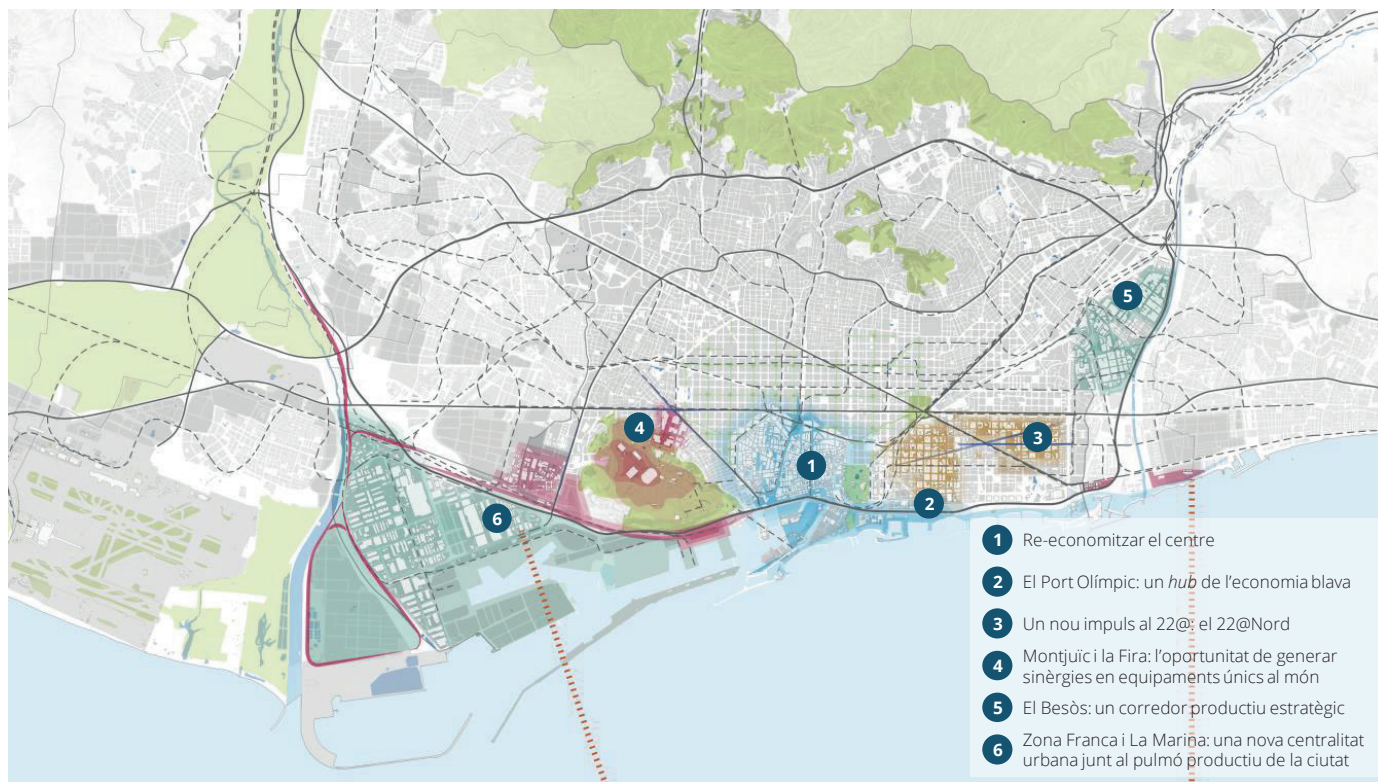 5
4
3
1
2
6
1 Re-economitzar el centre
2 El Port Olímpic: un hub de l’economia blava
3 Un nou impuls al 22@: el 22@Nord
4 Montjuïc i la Fira: l’oportunitat de generar
sinèrgies en equipaments únics al món
5 El Besòs: un corredor productiu estratègic
6 Zona Franca i La Marina: una nova centralitat
urbana junt al pulmó productiu de la ciutat